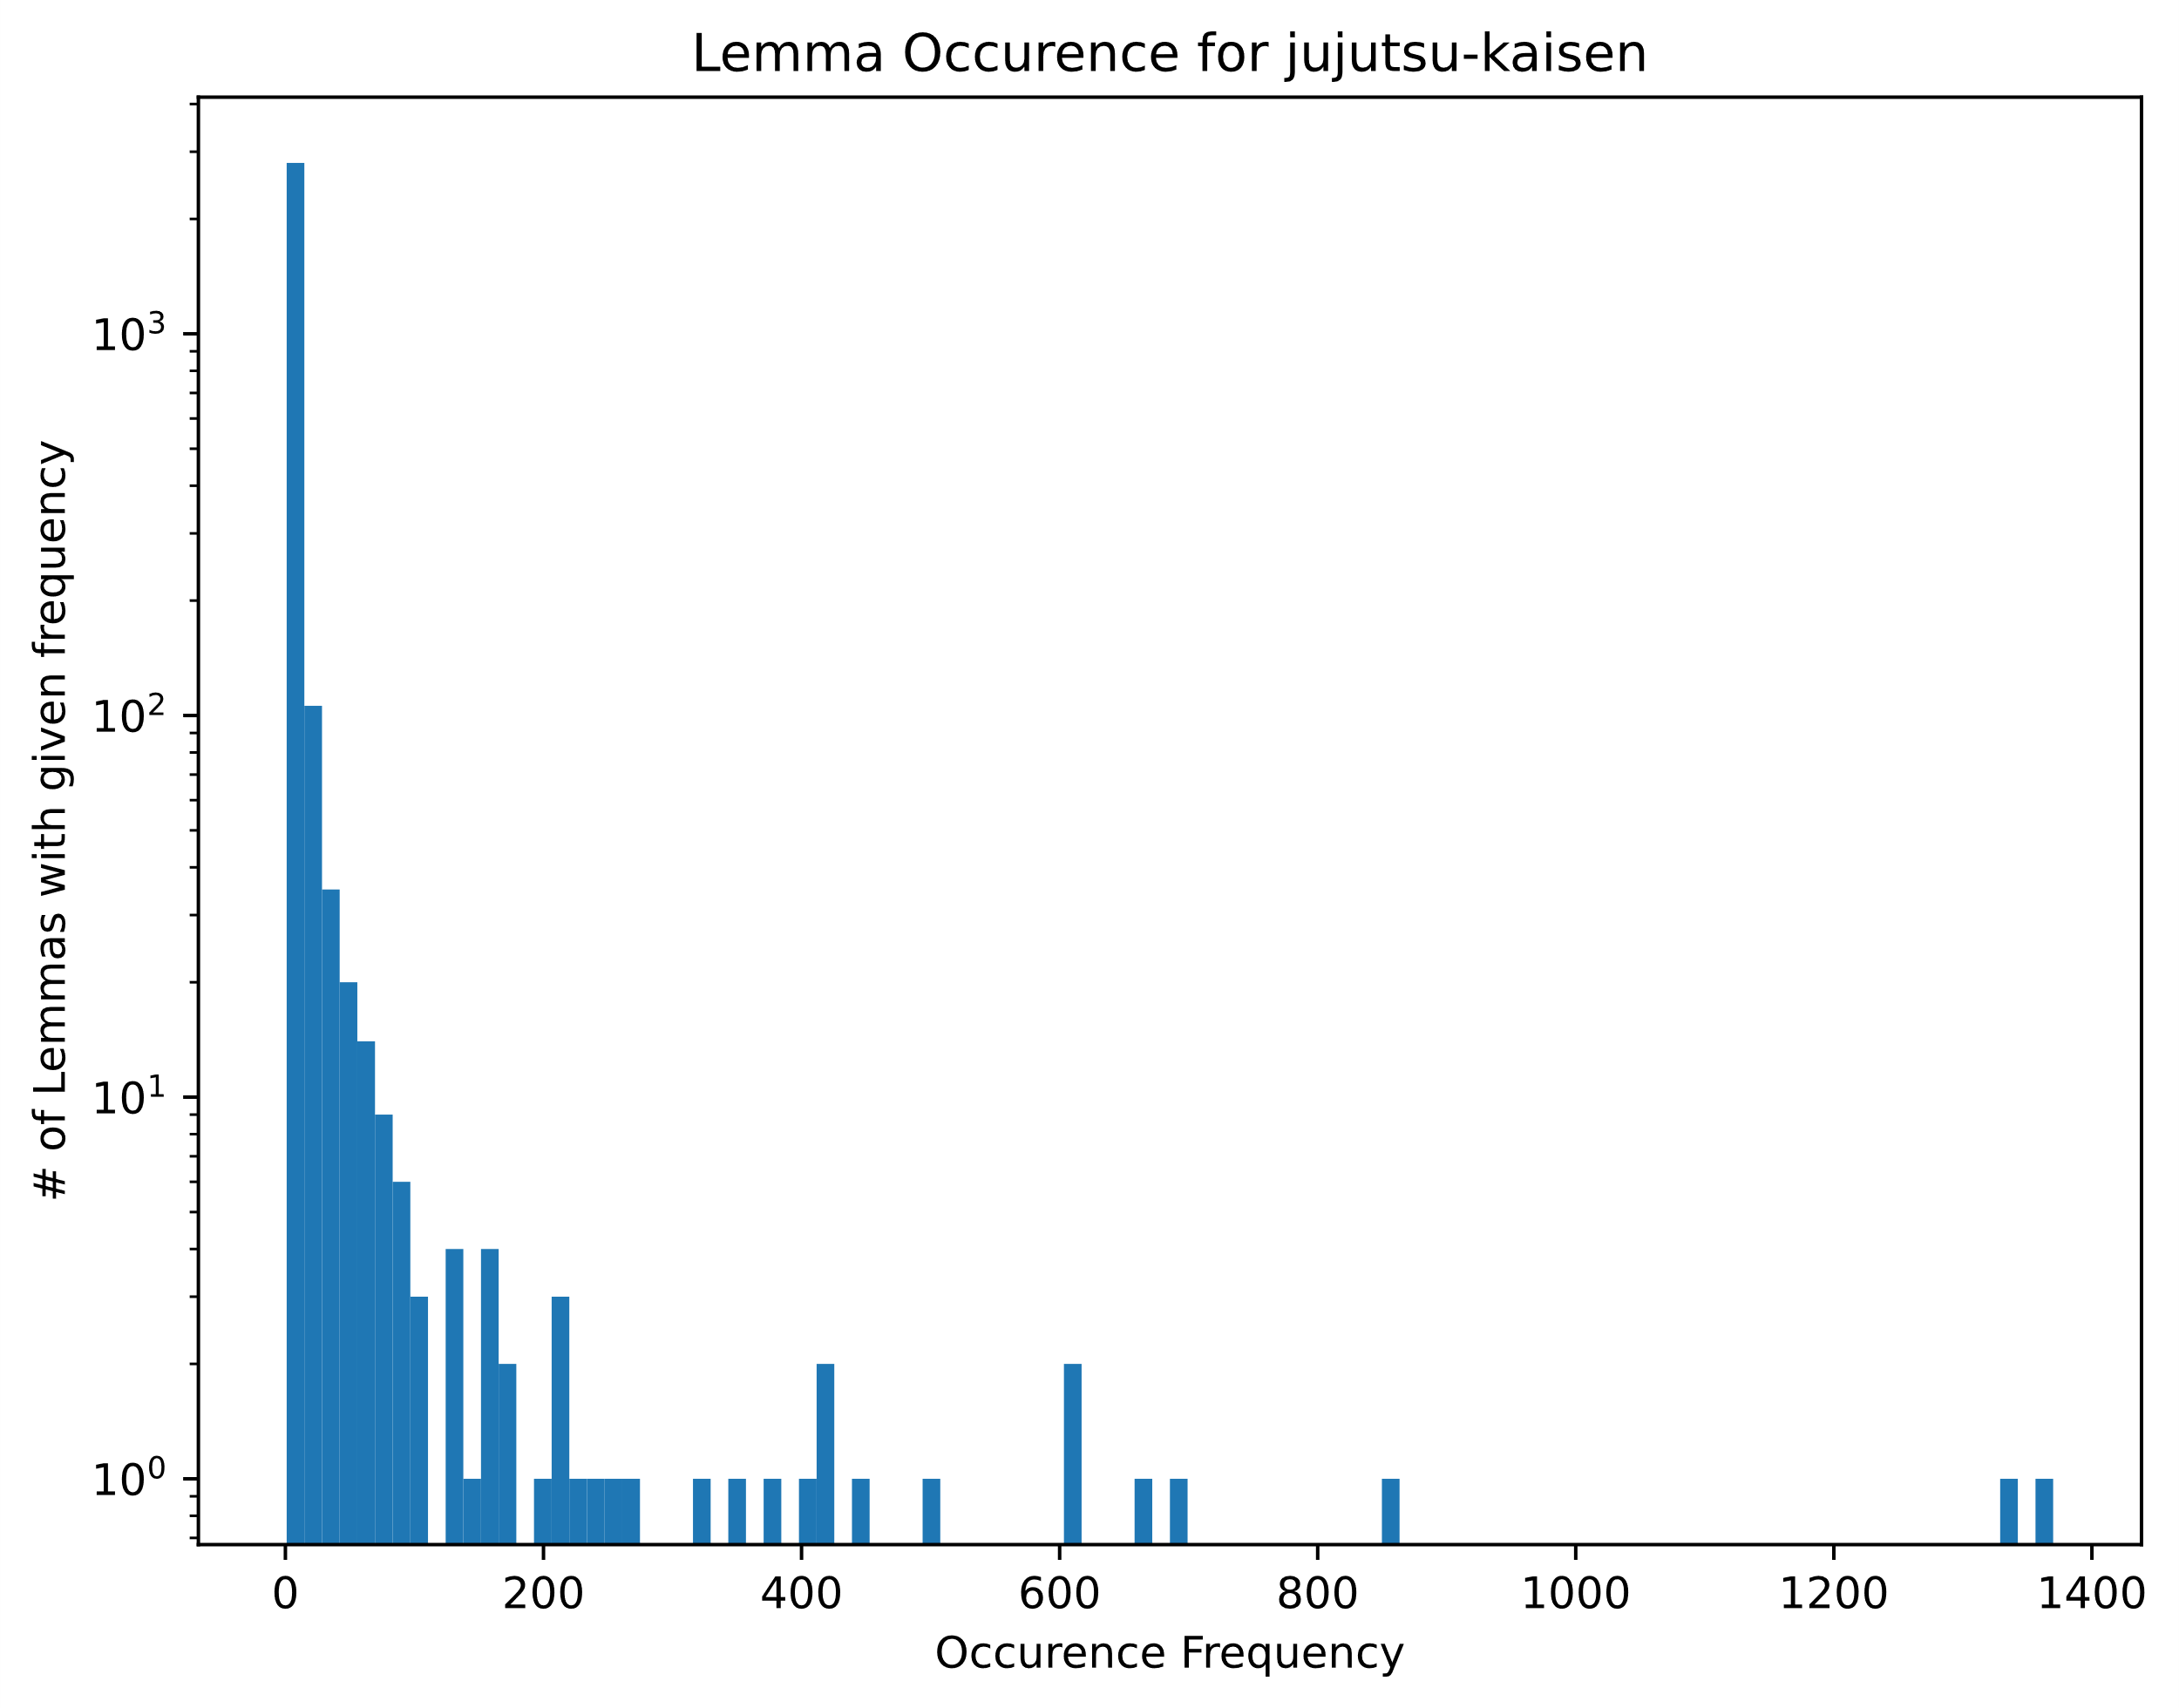 Lemma Occurence for jujutsu-kaisen
# of Lemmas with given frequency
10³
10²
10¹
10⁰
0 200 400 600 800 1000 1200 1400
Occurence Frequency